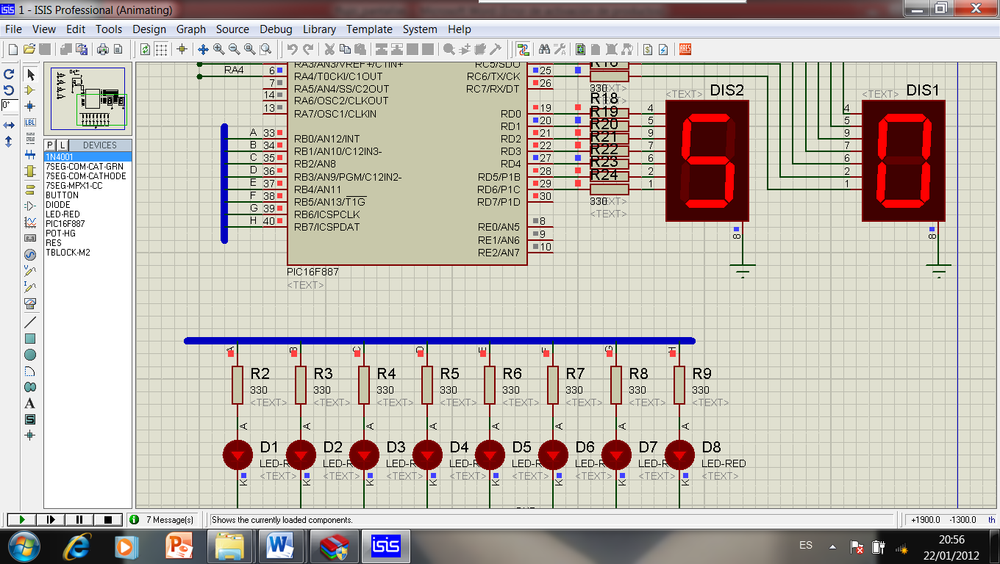 1 - ISIS Professional (Animating)
File View Edit Tools Design Graph Source Debug Library Template System Help
0°
P L DEVICES
1N4001
7SEG-COM-CAT-GRN
7SEG-COM-CATHODE
7SEG-MPX1-CC
BUTTON
DIODE
LED-RED
PIC16F887
POT-HG
RES
TBLOCK-M2
RA4
6
7
14
13
RA3/AN3/VREF+/C1IN+
RA4/T0CKI/C1OUT
RA5/AN4/SS/C2OUT
RA6/OSC2/CLKOUT
RA7/OSC1/CLKIN
A 33 RB0/AN12/INT
B 34 RB1/AN10/C12IN3-
C 35 RB2/AN8
D 36 RB3/AN9/PGM/C12IN2-
E 37 RB4/AN11
F 38 RB5/AN13/T1G
G 39 RB6/ICSPCLK
H 40 RB7/ICSPDAT
RC5/SDO
RC6/TX/CK 25
RC7/RX/DT 26
RD0 19
RD1 20
RD2 21
RD3 22
RD4 27
RD5/P1B 28
RD6/P1C 29
RD7/P1D 30
RE0/AN5 8
RE1/AN6 9
RE2/AN7 10
PIC16F887
<TEXT>
R16
330
<TEXT>
R18
R19
R20
R21
R22
R23
R24
330
<TEXT>
<TEXT>
<TEXT> DIS2
4
5
9
7
6
2
1
8
<TEXT> DIS1
4
5
9
7
6
2
1
8
A B C D E F G H
R2 R3 R4 R5 R6 R7 R8 R9
330 330 330 330 330 330 330 330
<TEXT> <TEXT> <TEXT> <TEXT> <TEXT> <TEXT> <TEXT> <TEXT>
A A A A A A A A
D1 D2 D3 D4 D5 D6 D7 D8
LED-R LED-R LED-R LED-R LED-R LED-R LED-R LED-RED
<TEXT> <TEXT> <TEXT> <TEXT> <TEXT> <TEXT> <TEXT> <TEXT>
K K K K K K K K
7 Message(s) Shows the currently loaded components. +1900.0 -1300.0 th
ES
20:56
22/01/2012